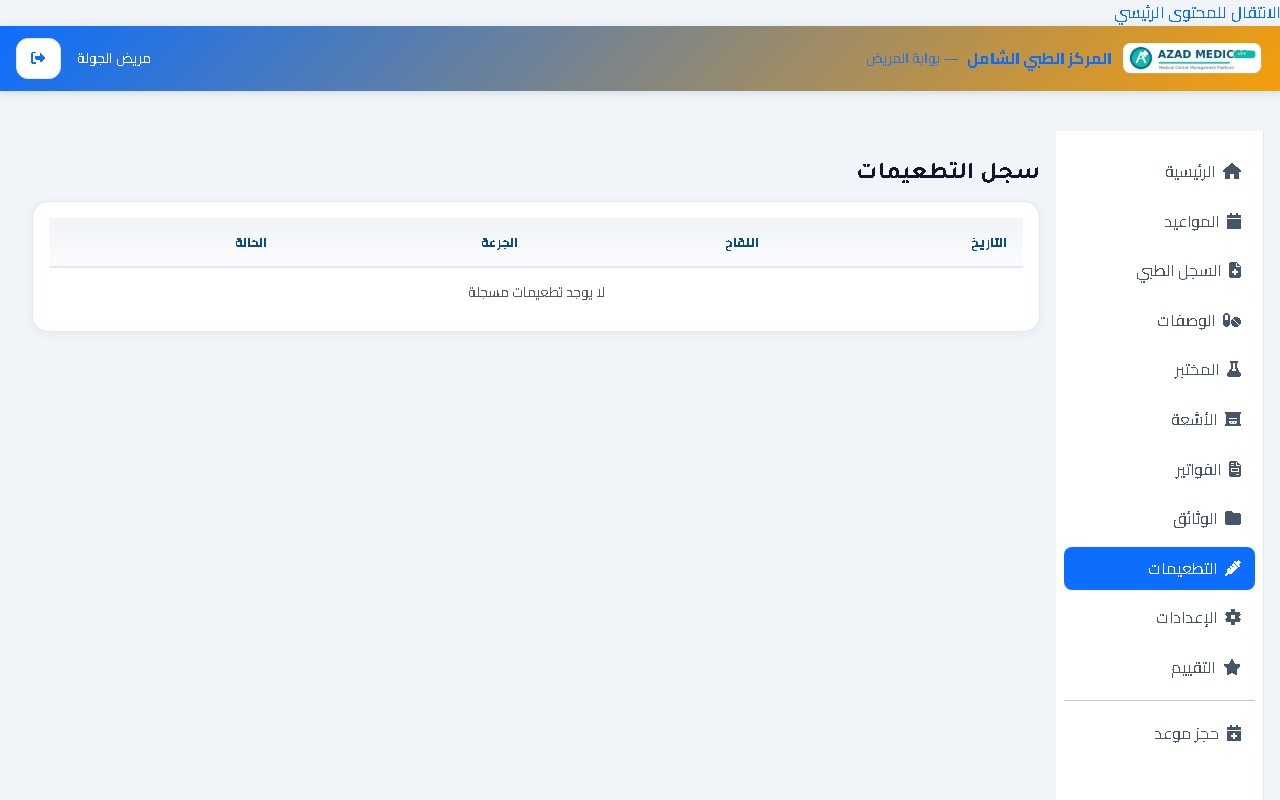 الانتقال للمحتوى الرئيسي
AZAD MEDIC
Medical Center Management Platform
المركز الطبي الشامل — بوابة المريض
مريض الجولة
الرئيسية
المواعيد
السجل الطبي
الوصفات
المختبر
الأشعة
الفواتير
الوثائق
التطعيمات
الإعدادات
التقييم
حجز موعد
سجل التطعيمات
التاريخ اللقاح الجرعة الحالة
لا يوجد تطعيمات مسجلة